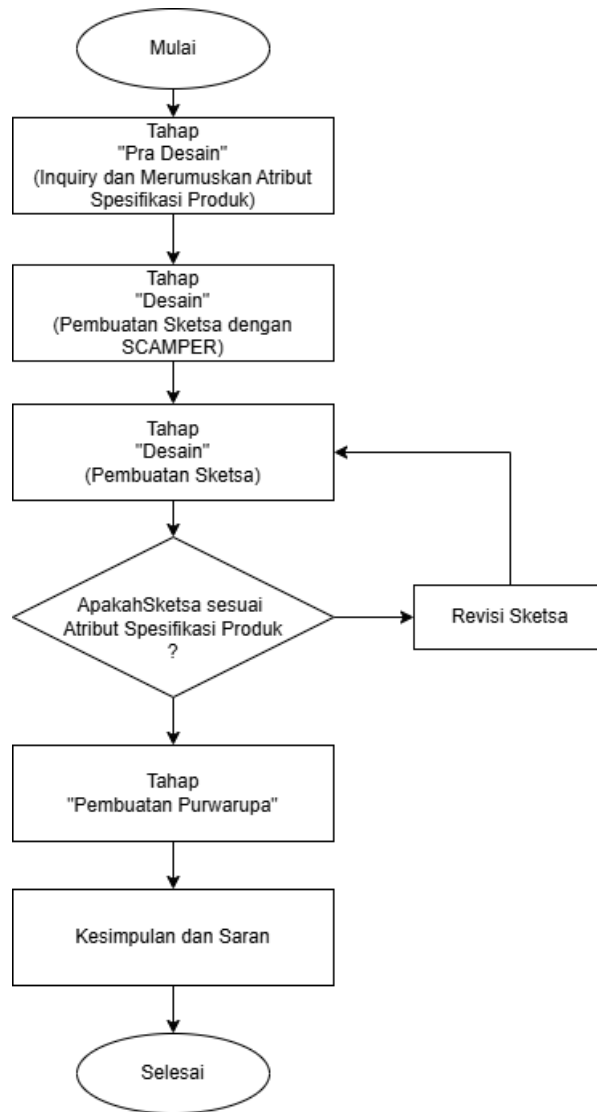 Mulai
Tahap
"Pra Desain"
(Inquiry dan Merumuskan Atribut
Spesifikasi Produk)
Tahap
"Desain"
(Pembuatan Sketsa dengan
SCAMPER)
Tahap
"Desain"
(Pembuatan Sketsa)
ApakahSketsa sesuai
Atribut Spesifikasi Produk
?
Revisi Sketsa
Tahap
"Pembuatan Purwarupa"
Kesimpulan dan Saran
Selesai